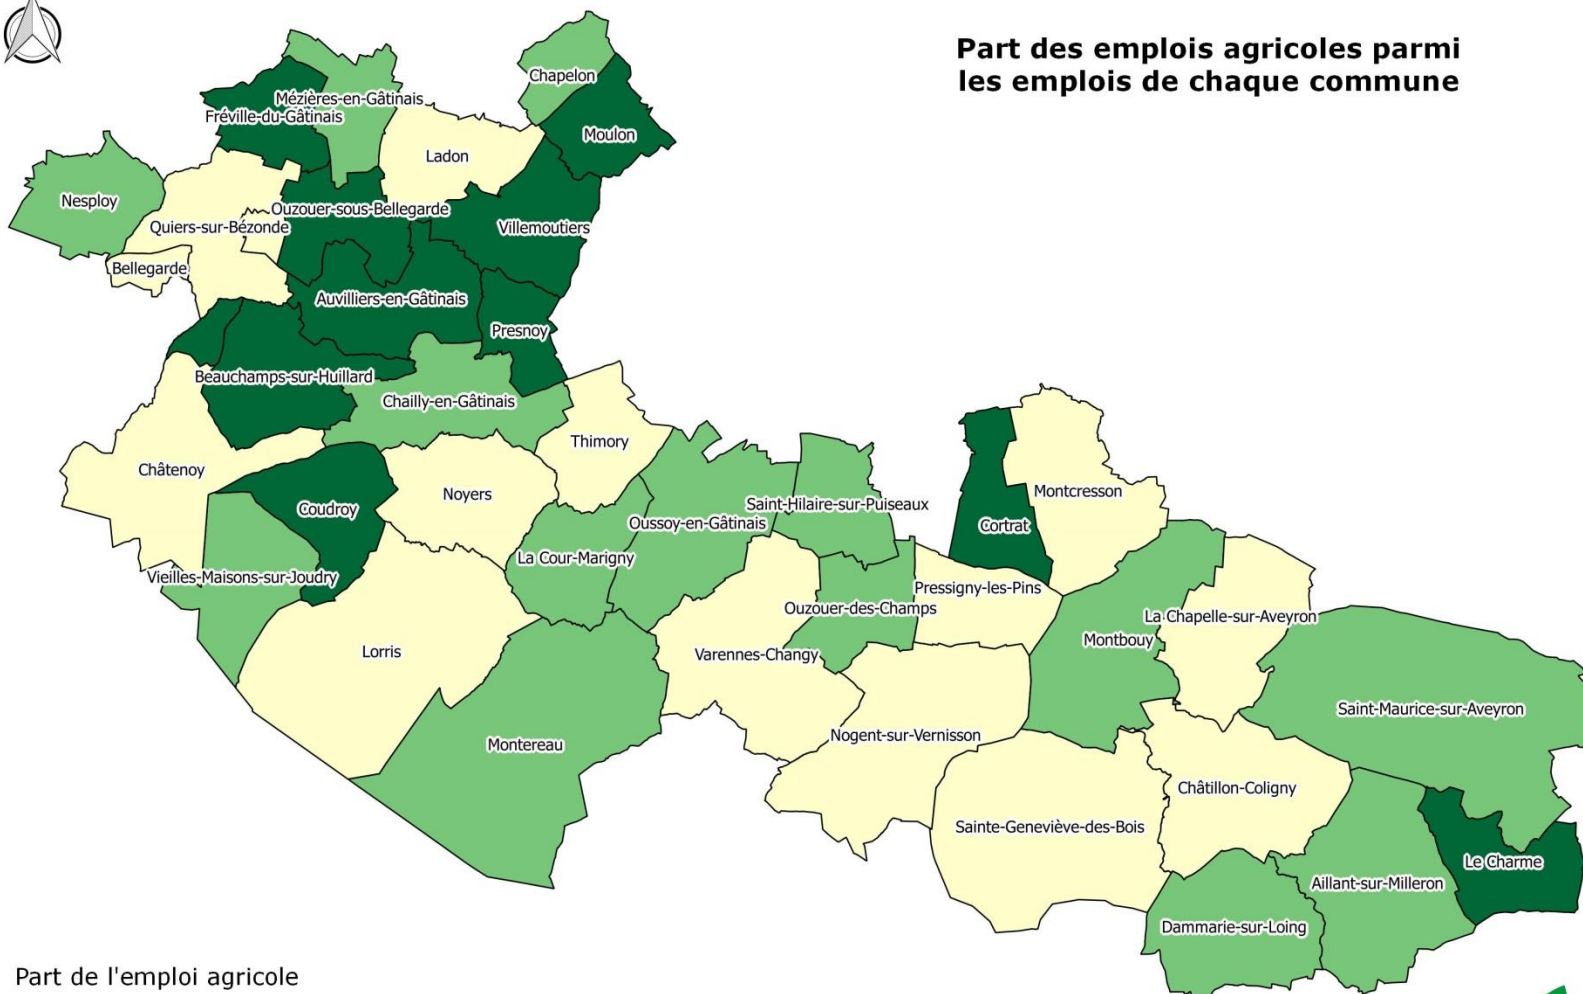 Part des emplois agricoles parmi
les emplois de chaque commune
Chapelon
Mézières-en-Gâtinais
Fréville-du-Gâtinais
Moulon
Ladon
Nesploy
Ouzouer-sous-Bellegarde
Quiers-sur-Bézonde
Villemoutiers
Bellegarde
Auvilliers-en-Gâtinais
Presnoy
Beauchamps-sur-Huillard
Chailly-en-Gâtinais
Thimory
Châtenoy
Noyers
Montcresson
Coudroy
Saint-Hilaire-sur-Puiseaux
Oussoy-en-Gâtinais
Cortrat
La Cour-Marigny
Vieilles-Maisons-sur-Joudry
Pressigny-les-Pins
Ouzouer-des-Champs
La Chapelle-sur-Aveyron
Montbouy
Lorris
Varennes-Changy
Saint-Maurice-sur-Aveyron
Nogent-sur-Vernisson
Montereau
Châtillon-Coligny
Sainte-Geneviève-des-Bois
Le Charme
Aillant-sur-Milleron
Dammarie-sur-Loing
Part de l'emploi agricole